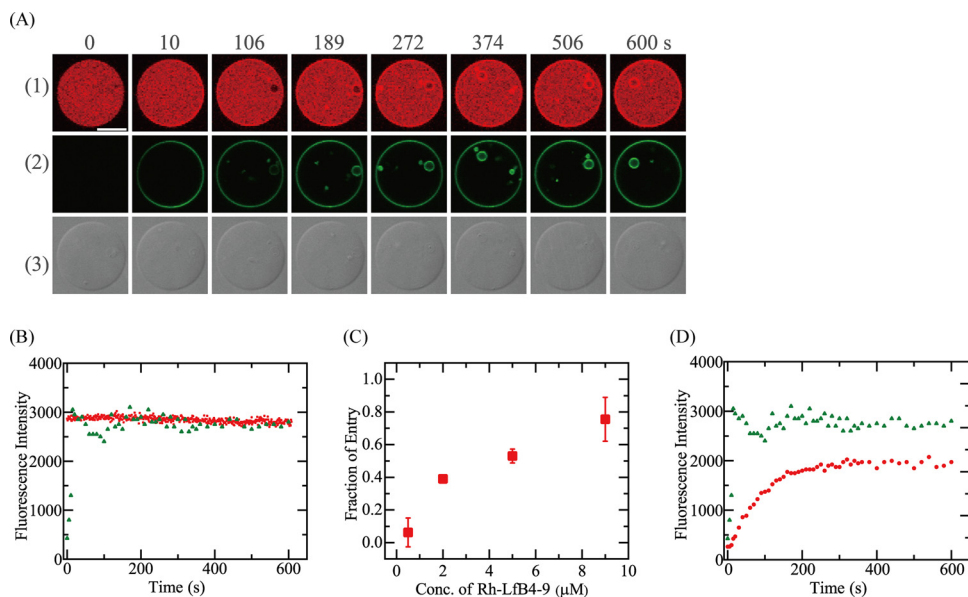 (A)
0 10 106 189 272 374 506 600 s
(1)
(2)
(3)
(B)
4000
3000
2000
1000
0
Fluorescence Intensity
0 200 400 600
Time (s)
(C)
1.0
0.8
0.6
0.4
0.2
0.0
Fraction of Entry
0 2 4 6 8 10
Conc. of Rh-LfB4-9 (μM)
(D)
4000
3000
2000
1000
0
Fluorescence Intensity
0 200 400 600
Time (s)